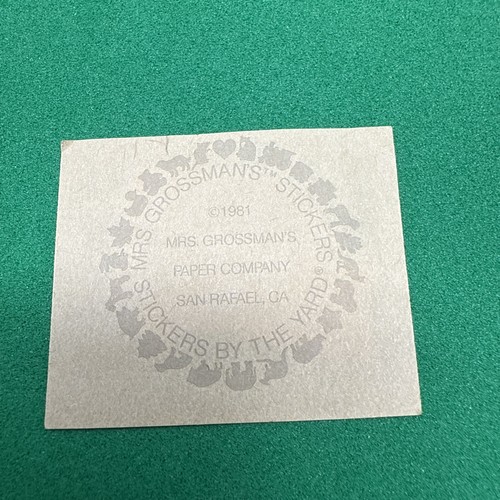 MRS. GROSSMAN'S™ STICKERS
©1981
MRS. GROSSMAN'S
PAPER COMPANY
SAN RAFAEL, CA
STICKERS BY THE YARD®